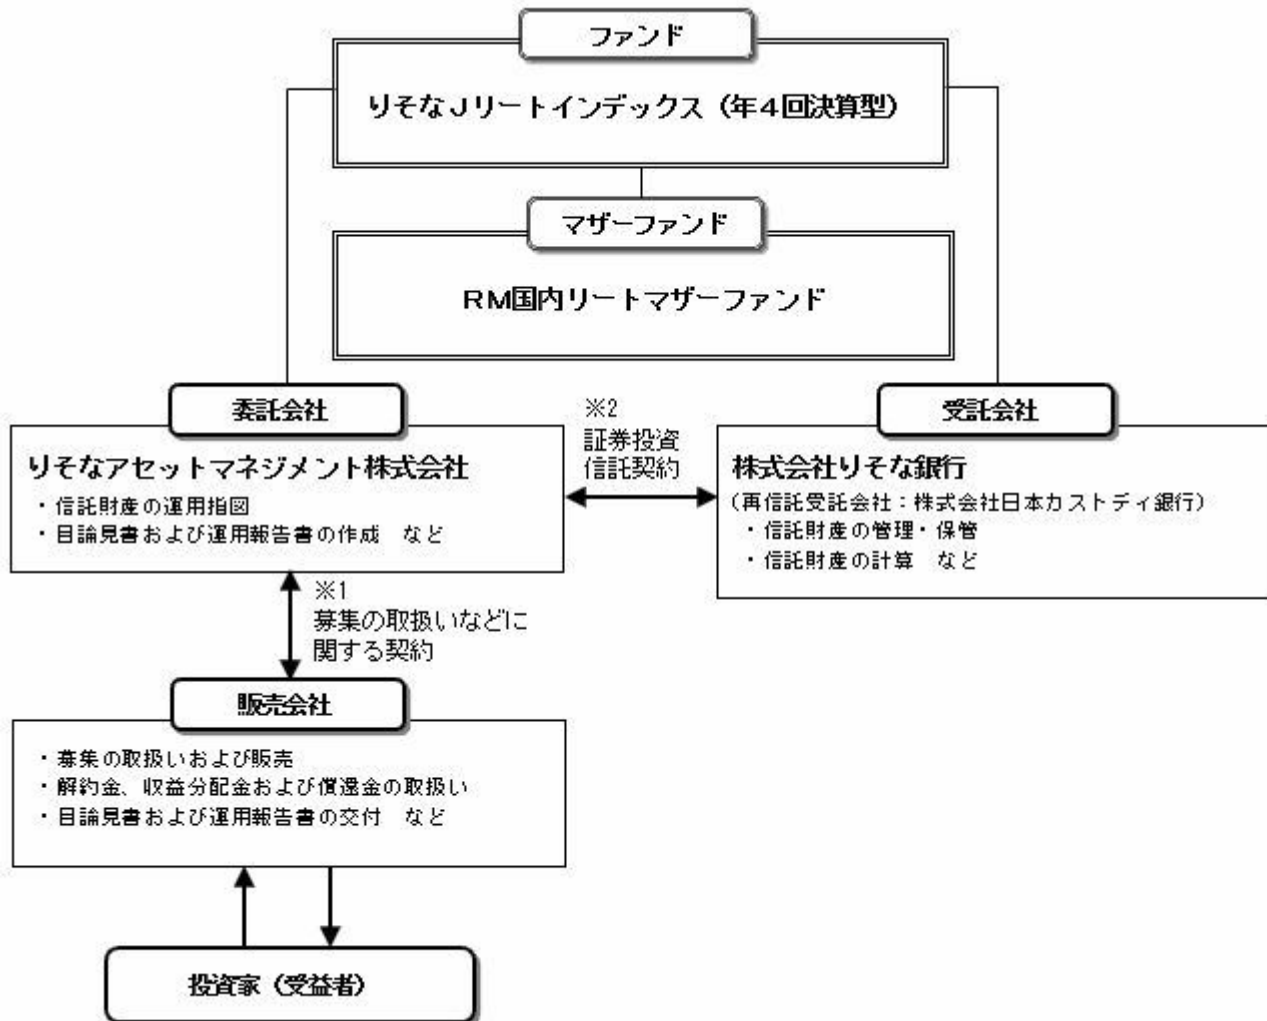 ファンド
りそなJリートインデックス（年4回決算型）
マザーファンド
RM国内リートマザーファンド
委託会社
りそなアセットマネジメント株式会社
・信託財産の運用指図
・目論見書および運用報告書の作成　など
※2
証券投資
信託契約
受託会社
株式会社りそな銀行
（再信託受託会社：株式会社日本カストディ銀行）
・信託財産の管理・保管
・信託財産の計算　など
※1
募集の取扱いなどに
関する契約
販売会社
・募集の取扱いおよび販売
・解約金、収益分配金および償還金の取扱い
・目論見書および運用報告書の交付　など
投資家（受益者）